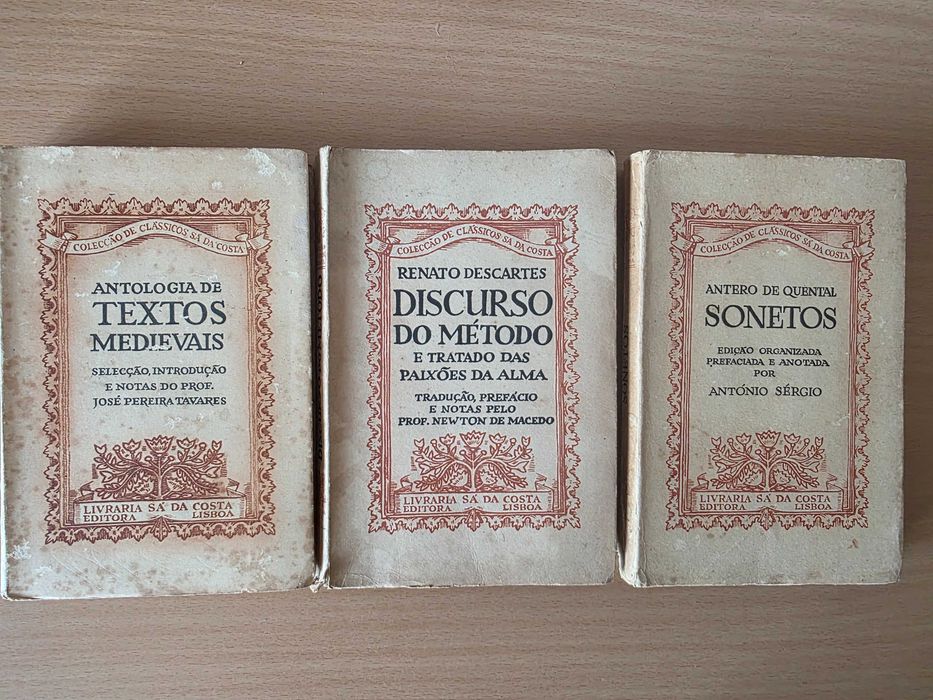 COLECÇÃO DE CLÁSSICOS SÁ DA COSTA
ANTOLOGIA DE
TEXTOS
MEDIEVAIS
SELECÇÃO, INTRODUÇÃO
E NOTAS DO PROF.
JOSÉ PEREIRA TAVARES
LIVRARIA SÁ DA COSTA
EDITORA LISBOA
COLECÇÃO DE CLÁSSICOS SÁ DA COSTA
RENATO DESCARTES
DISCURSO
DO MÉTODO
E TRATADO DAS
PAIXÕES DA ALMA
TRADUÇÃO, PREFÁCIO
E NOTAS PELO
PROF. NEWTON DE MACEDO
LIVRARIA SÁ DA COSTA
EDITORA LISBOA
SONETOS
COLECÇÃO DE CLÁSSICOS SÁ DA COSTA
ANTERO DE QUENTAL
SONETOS
EDIÇÃO ORGANIZADA
PREFACIADA E ANOTADA
POR
ANTÓNIO SÉRGIO
LIVRARIA SÁ DA COSTA
EDITORA LISBOA